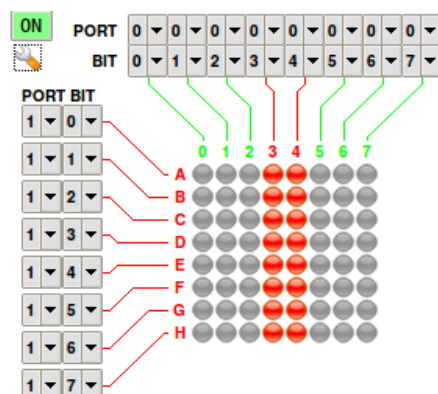 ON PORT 0 0 0 0 0 0 0 0
BIT 0 1 2 3 4 5 6 7
PORT BIT
0 1 2 3 4 5 6 7
1 0 A
1 1 B
1 2 C
1 3 D
1 4 E
1 5 F
1 6 G
1 7 H